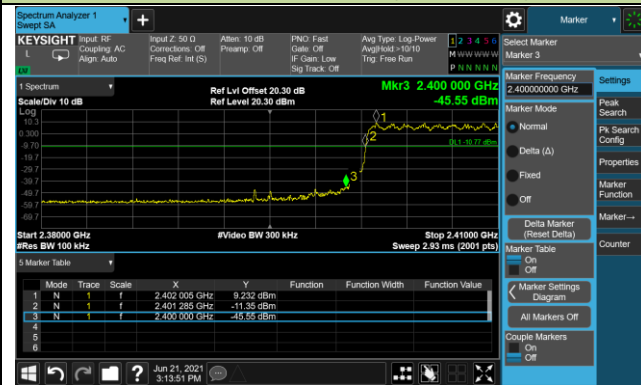 Spectrum Analyzer 1
Swept SA
+
Marker
KEYSIGHT
L
LXI
Input: RF
Coupling: AC
Align: Auto
Input Z: 50 Ω
Corrections: Off
Freq Ref: Int (S)
Atten: 10 dB
Preamp: Off
PNO: Fast
Gate: Off
IF Gain: Low
Sig Track: Off
Avg Type: Log-Power
Avg|Hold:>10/10
Trig: Free Run
1 2 3 4 5 6
M W W W W W
P N N N N N
Select Marker
Marker 3
1 Spectrum
Scale/Div 10 dB
Log
Ref Lvl Offset 20.30 dB
Ref Level 20.30 dBm
Mkr3 2.400 000 GHz
-45.55 dBm
10.3
0.300
-9.70
-19.7
-29.7
-39.7
-49.7
-59.7
-69.7
1
2
3
DL1 -10.77 dBm
Start 2.38000 GHz
#Res BW 100 kHz
#Video BW 300 kHz
Stop 2.41000 GHz
Sweep 2.93 ms (2001 pts)
5 Marker Table
Mode Trace Scale X Y Function Function Width Function Value
1 N 1 f 2.402 005 GHz 9.232 dBm
2 N 1 f 2.401 285 GHz -11.35 dBm
3 N 1 f 2.400 000 GHz -45.55 dBm
4
5
6
Marker Frequency
2.400000000 GHz
Marker Mode
Normal
Delta (Δ)
Fixed
Off
Delta Marker
(Reset Delta)
Marker Table
On
Off
Marker Settings
Diagram
All Markers Off
Couple Markers
On
Off
Settings
Peak
Search
Pk Search
Config
Properties
Marker
Function
Marker→
Counter
?
Jun 21, 2021
3:13:51 PM